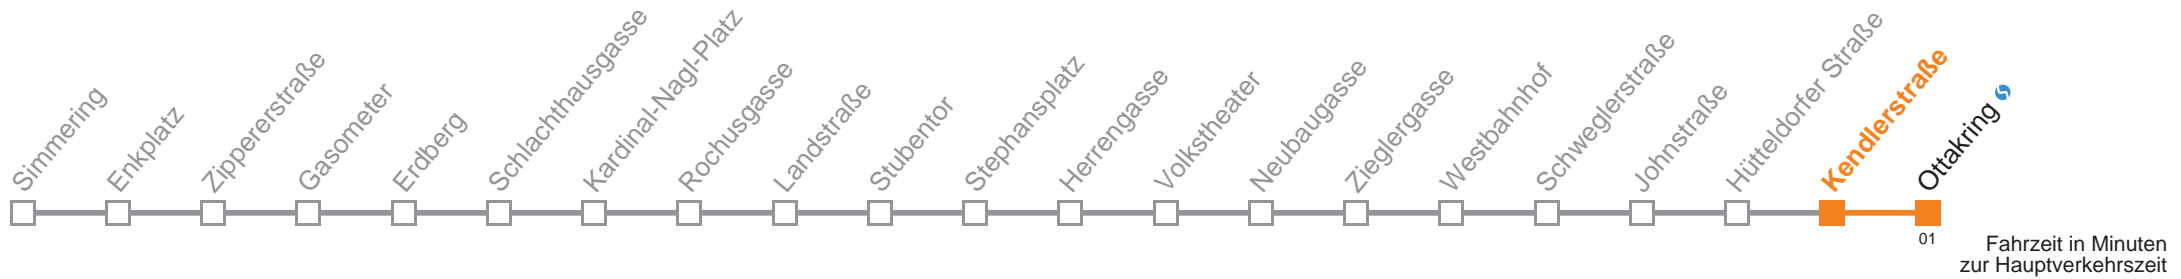 Simmering
Enkplatz
Zippererstraße
Gasometer
Erdberg
Schlachthausgasse
Kardinal-Nagl-Platz
Rochusgasse
Landstraße
Stubentor
Stephansplatz
Herrengasse
Volkstheater
Neubaugasse
Zieglergasse
Westbahnhof
Schweglerstraße
Johnstraße
Hütteldorfer Straße
Kendlerstraße
Ottakring
01
Fahrzeit in Minuten
zur Hauptverkehrszeit